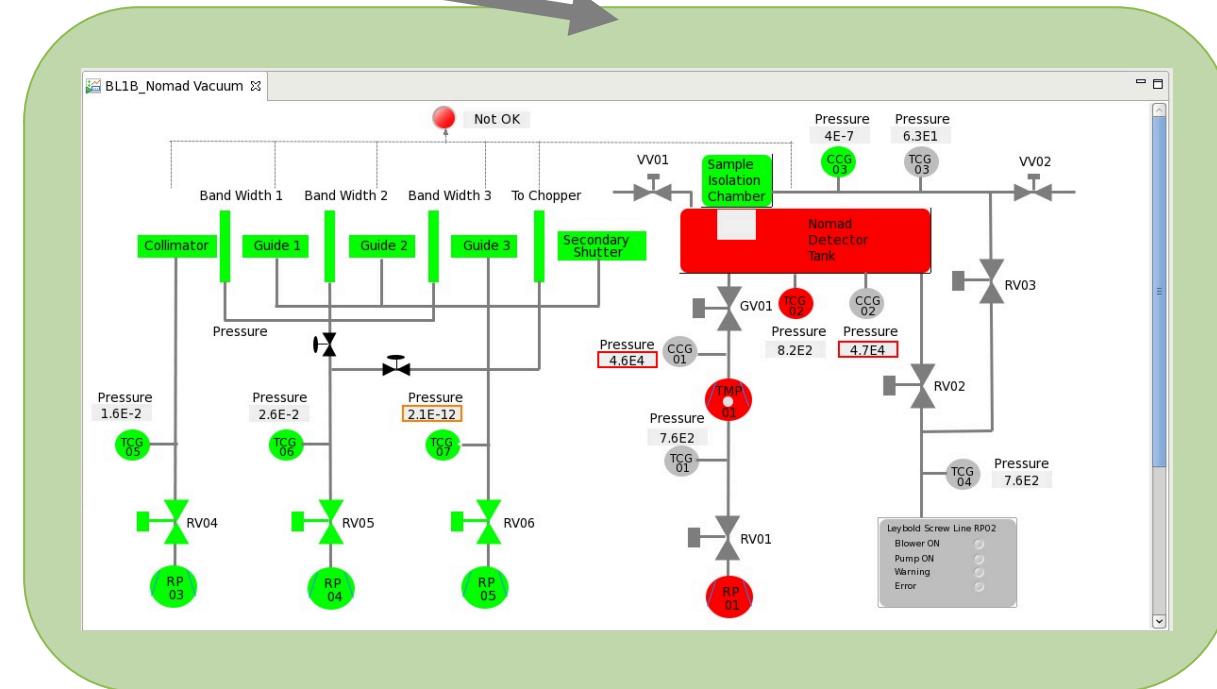 BL1B_Nomad Vacuum
Not OK
Pressure
4E-7
Pressure
6.3E1
VV01
Sample
Isolation
Chamber
CCG
03
TCG
03
VV02
Band Width 1
Band Width 2
Band Width 3
To Chopper
Collimator
Guide 1
Guide 2
Guide 3
Secondary
Shutter
Nomad
Detector
Tank
RV03
GV01
TCG
02
CCG
02
Pressure
Pressure
8.2E2
Pressure
4.7E4
Pressure
4.6E4
CCG
01
RV02
Pressure
1.6E-2
Pressure
2.6E-2
Pressure
2.1E-12
TMP
01
TCG
05
TCG
06
TCG
07
Pressure
7.6E2
TCG
01
TCG
04
Pressure
7.6E2
RV04
RV05
RV06
RV01
Leybold Screw Line RP02
Blower ON
Pump ON
Warning
Error
RP
03
RP
04
RP
05
RP
01